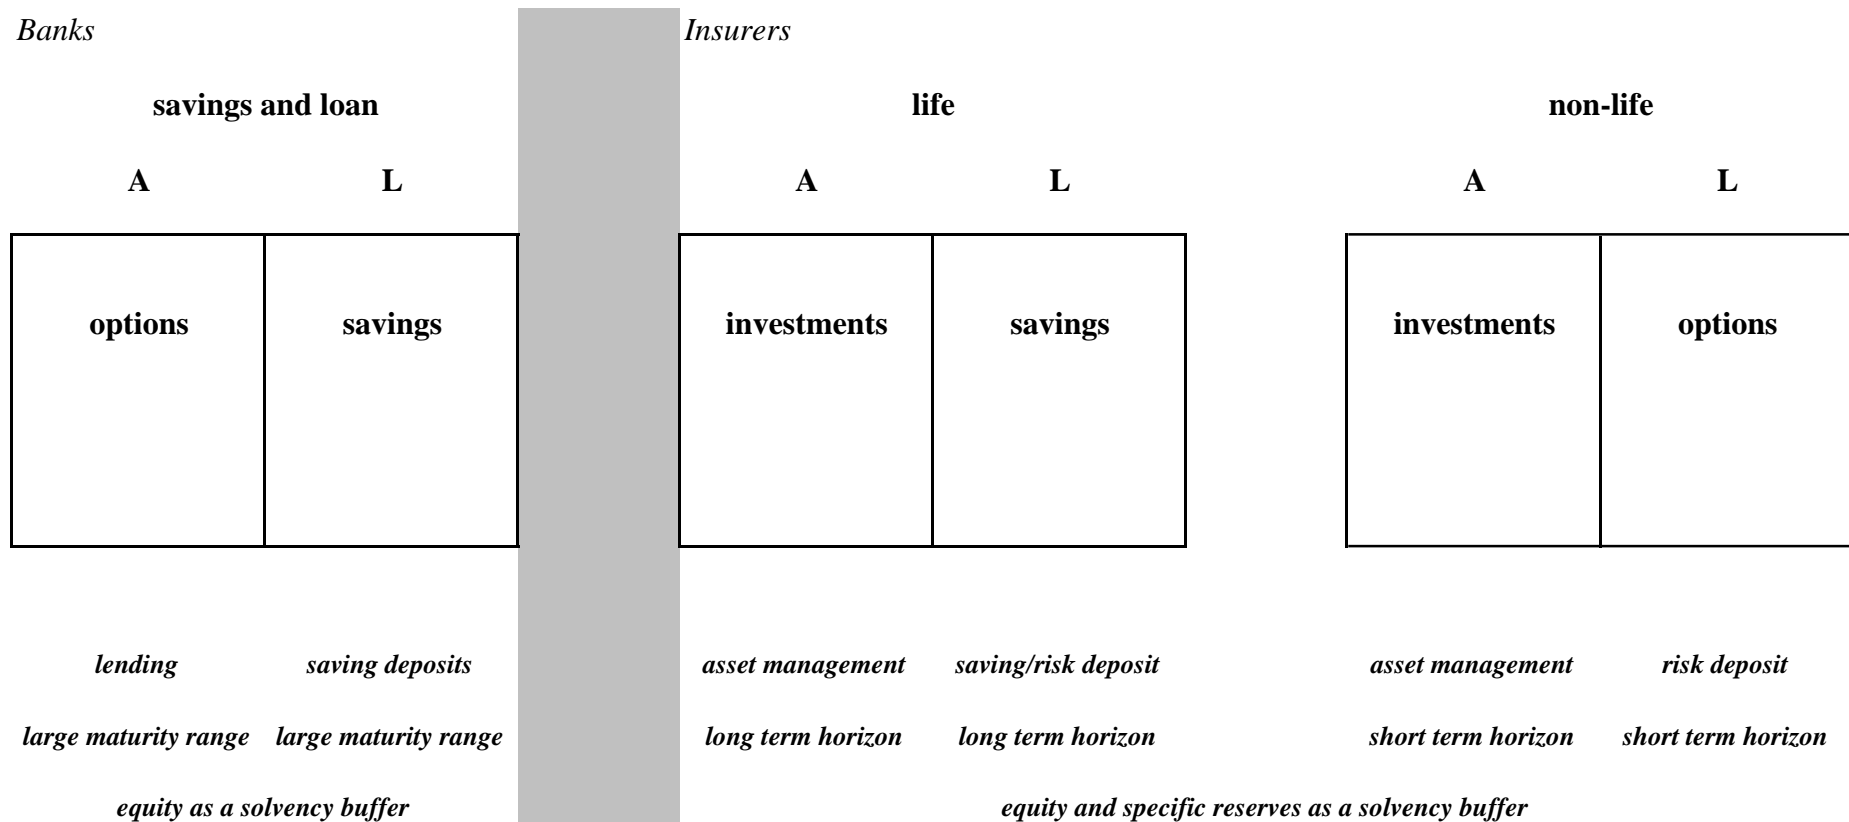 Banks
Insurers
savings and loan
life
non-life
A
L
A
L
A
L
options
savings
investments
savings
investments
options
lending
saving deposits
asset management
saving/risk deposit
asset management
risk deposit
large maturity range
large maturity range
long term horizon
long term horizon
short term horizon
short term horizon
equity as a solvency buffer
equity and specific reserves as a solvency buffer